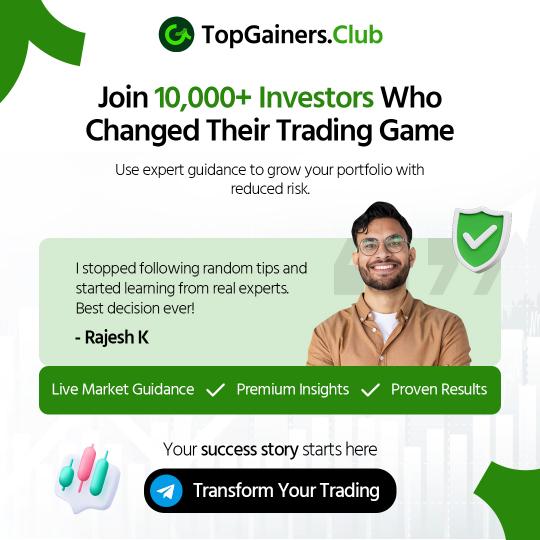 TopGainers.Club
Join 10,000+ Investors Who
Changed Their Trading Game
Use expert guidance to grow your portfolio with
reduced risk.
I stopped following random tips and
started learning from real experts.
Best decision ever!
- Rajesh K
Live Market Guidance Premium Insights Proven Results
Your success story starts here
Transform Your Trading